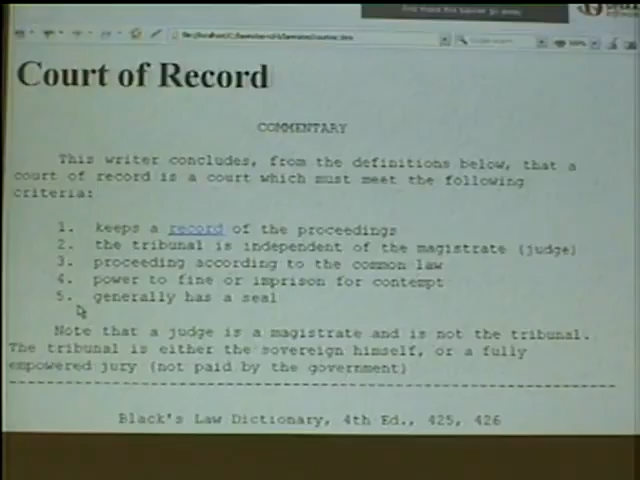 Court of Record
COMMENTARY
This writer concludes, from the definitions below, that a
court of record is a court which must meet the following
criteria:
1. keeps a record of the proceedings
2. the tribunal is independent of the magistrate (judge)
3. proceeding according to the common law
4. power to fine or imprison for contempt
5. generally has a seal
Note that a judge is a magistrate and is not the tribunal.
The tribunal is either the sovereign himself, or a fully
empowered jury (not paid by the government)
Black's Law Dictionary, 4th Ed., 425, 426